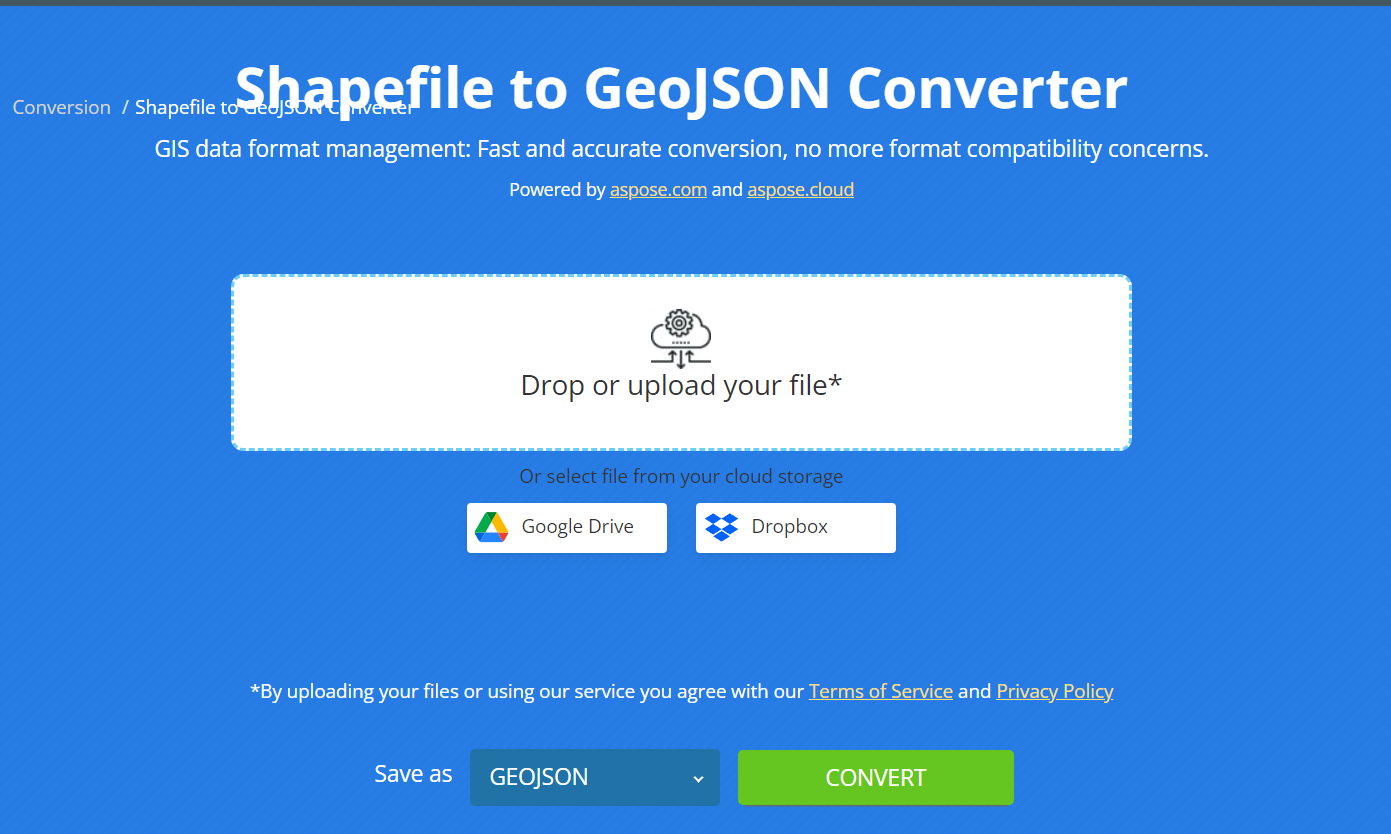 Shapefile to GeoJSON Converter
Conversion / Shapefile to GeoJSON Converter
GIS data format management: Fast and accurate conversion, no more format compatibility concerns.
Powered by aspose.com and aspose.cloud
Drop or upload your file*
Or select file from your cloud storage
Google Drive Dropbox
*By uploading your files or using our service you agree with our Terms of Service and Privacy Policy
Save as GEOJSON CONVERT